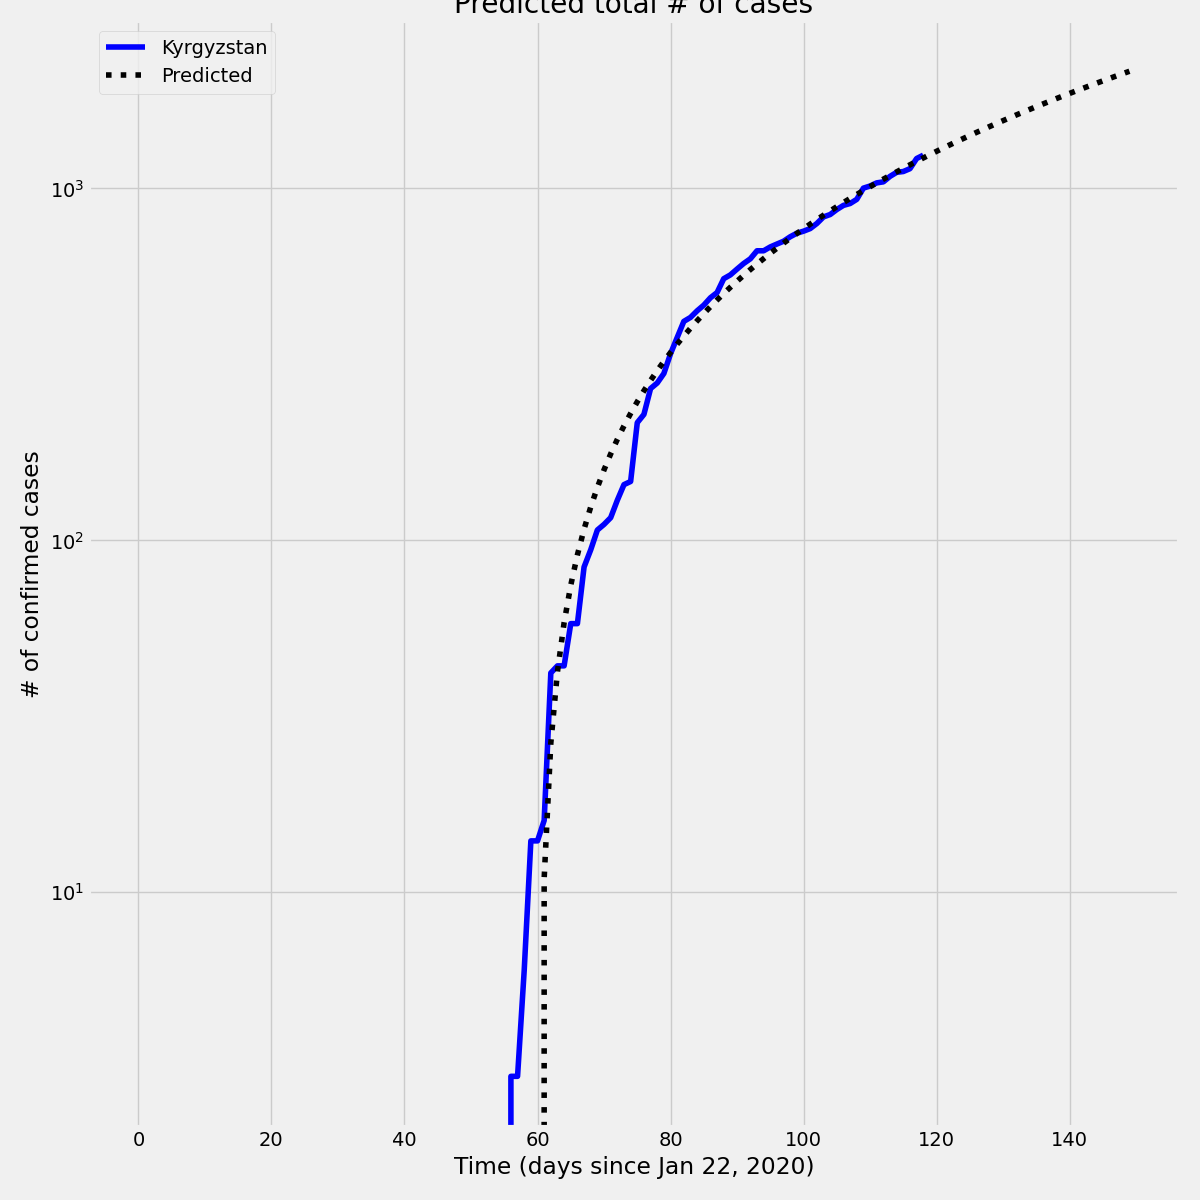 Predicted total # of cases
Kyrgyzstan
Predicted
# of confirmed cases
10³
10²
10¹
0 20 40 60 80 100 120 140
Time (days since Jan 22, 2020)